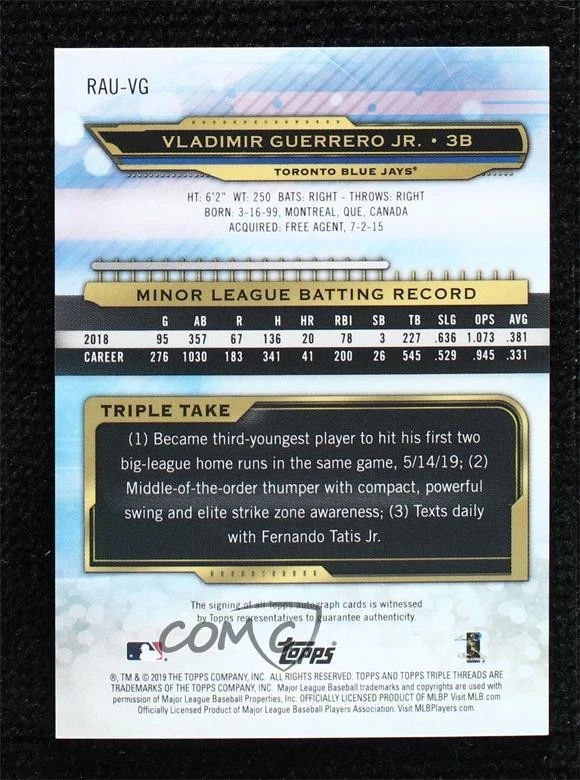 RAU-VG
VLADIMIR GUERRERO JR. • 3B
TORONTO BLUE JAYS®
HT: 6'2" WT: 250 BATS: RIGHT - THROWS: RIGHT
BORN: 3-16-99, MONTREAL, QUE, CANADA
ACQUIRED: FREE AGENT, 7-2-15
MINOR LEAGUE BATTING RECORD
G AB R H HR RBI SB TB SLG OPS AVG
2018 95 357 67 136 20 78 3 227 .636 1.073 .381
CAREER 276 1030 183 341 41 200 26 545 .529 .945 .331
TRIPLE TAKE
(1) Became third-youngest player to hit his first two
big-league home runs in the same game, 5/14/19; (2)
Middle-of-the-order thumper with compact, powerful
swing and elite strike zone awareness; (3) Texts daily
with Fernando Tatis Jr.
The signing of all Topps autograph cards is witnessed
by Topps representatives to guarantee authenticity.
COMC
Topps
®, TM & © 2019 THE TOPPS COMPANY, INC. ALL RIGHTS RESERVED. TOPPS AND TOPPS TRIPLE THREADS ARE
TRADEMARKS OF THE TOPPS COMPANY, INC. Major League Baseball trademarks and copyrights are used with
permission of Major League Baseball Properties, Inc. OFFICIALLY LICENSED PRODUCT OF MLBP. Visit MLB.com
Officially Licensed Product of Major League Baseball Players Association. Visit MLBPlayers.com.